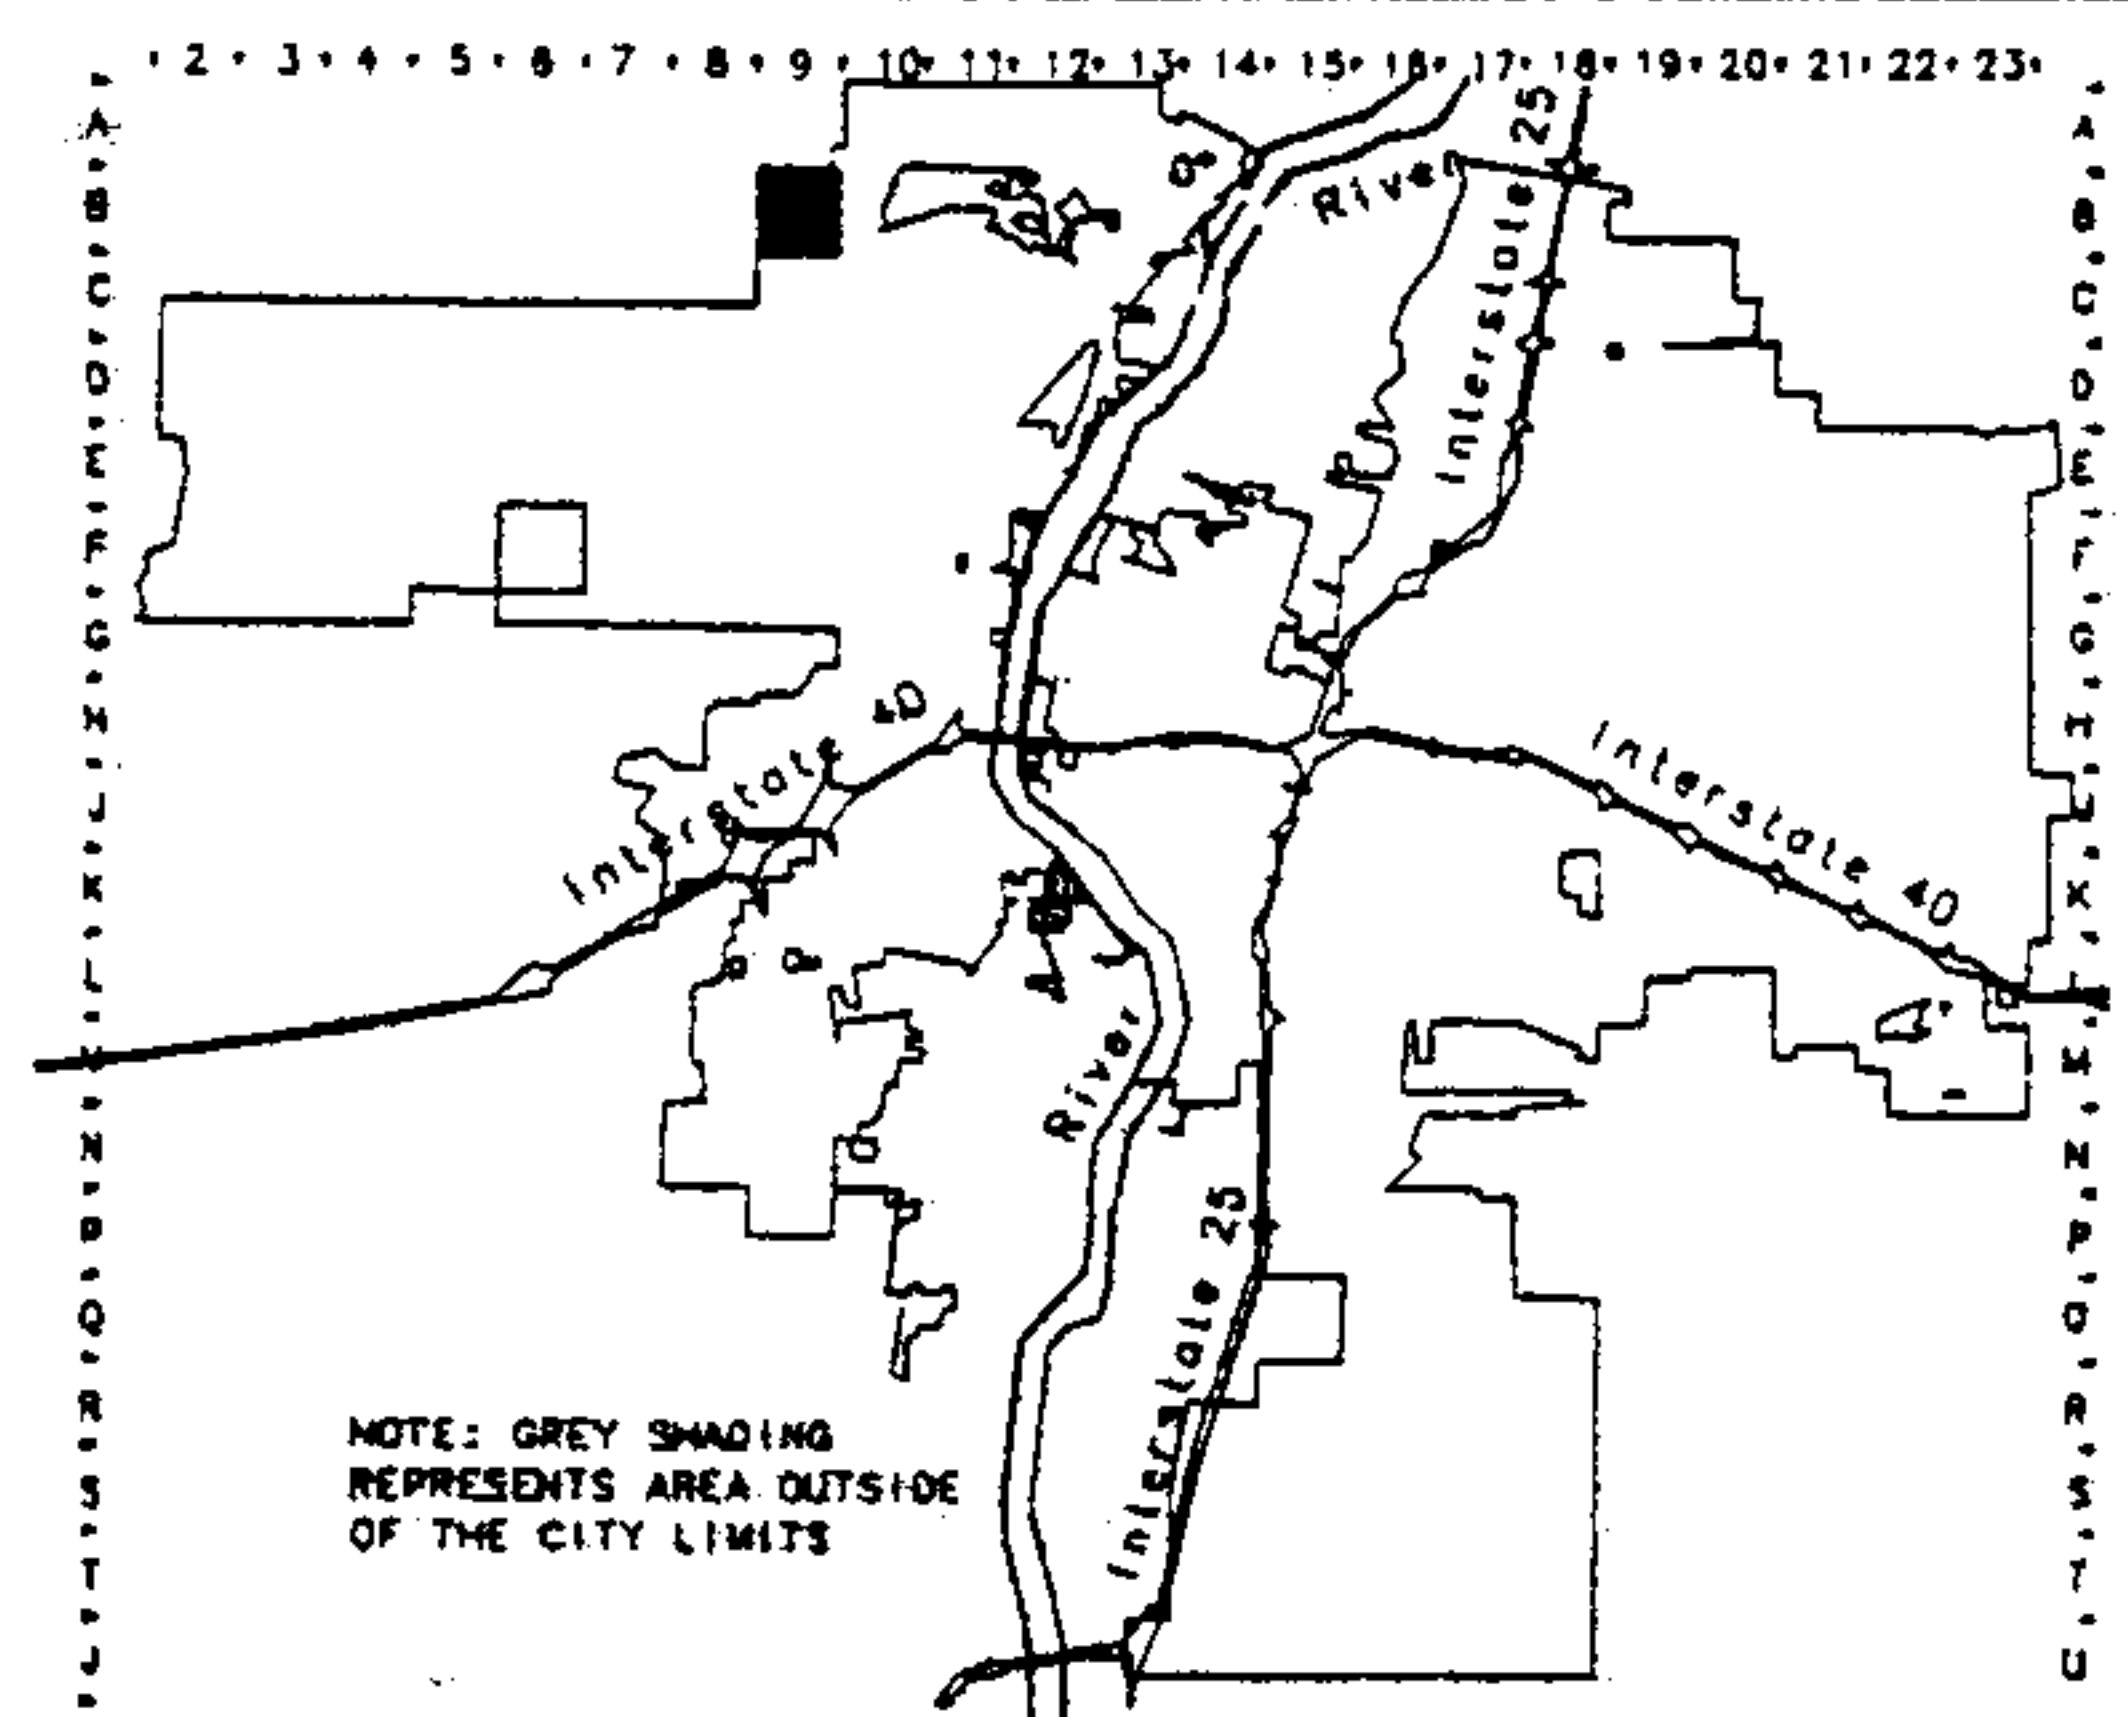 2 3 4 5 6 7 8 9 10 11 12 13 14 15 16 17 18 19 20 21 22 23
A A
B B
C C
D D
E E
F F
G G
H H
J J
K K
L L
M M
N N
P P
Q Q
R R
S S
T T
U U
River
Interstate 25
Interstate 40
Interstate 40
River
Interstate 25
NOTE: GREY SHADING
REPRESENTS AREA OUTSIDE
OF THE CITY LIMITS